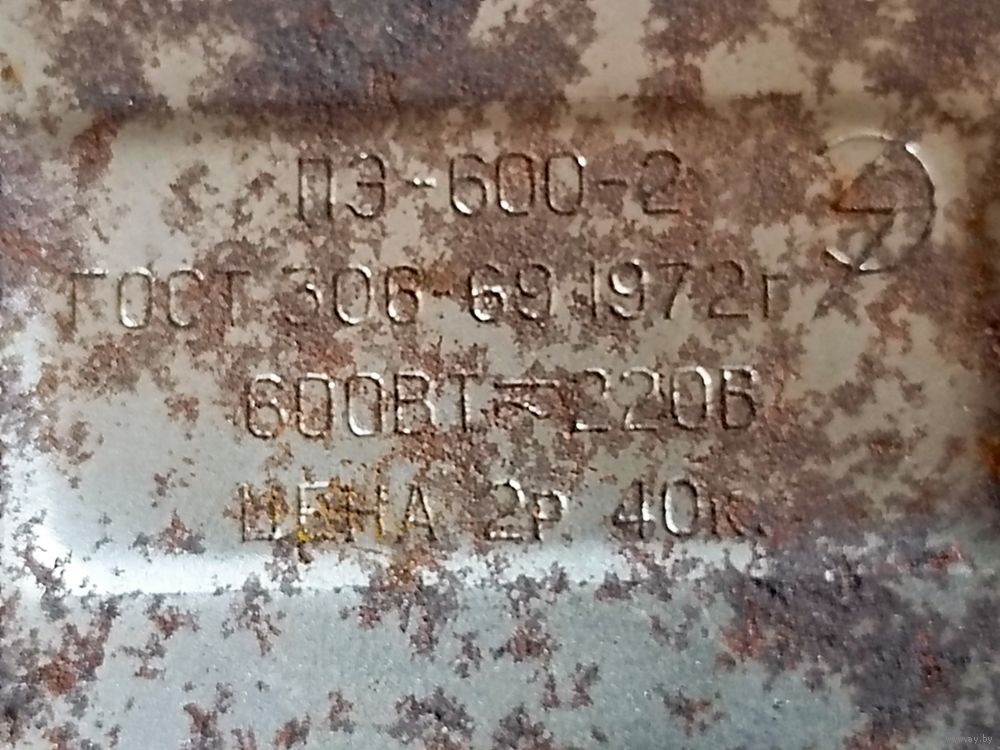 ПЭ-600-2
ГОСТ 306-69 1972г
600ВТ ≂ 220В
ЦЕНА 2р. 40к.